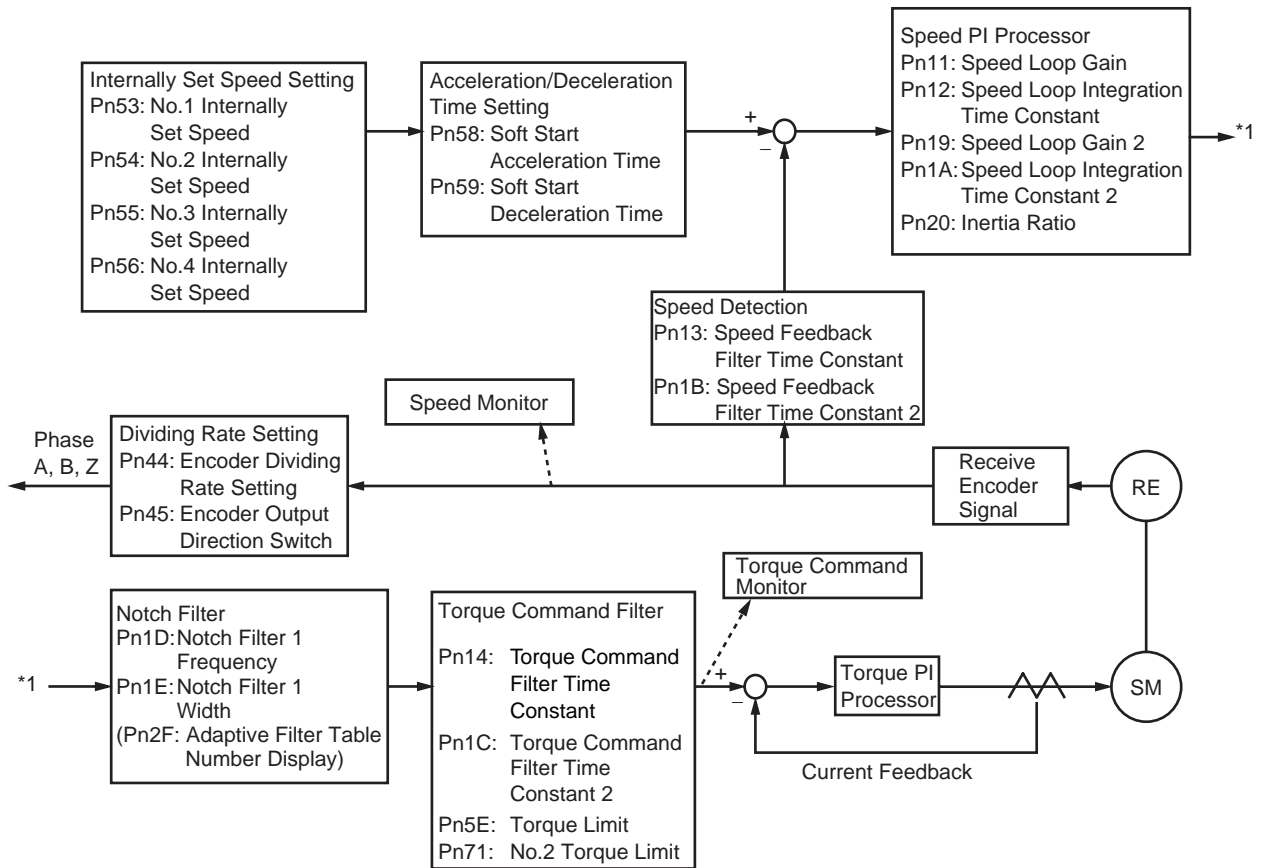 Internally Set Speed Setting
Pn53: No.1 Internally
Set Speed
Pn54: No.2 Internally
Set Speed
Pn55: No.3 Internally
Set Speed
Pn56: No.4 Internally
Set Speed
Acceleration/Deceleration
Time Setting
Pn58: Soft Start
Acceleration Time
Pn59: Soft Start
Deceleration Time
+
−
Speed PI Processor
Pn11: Speed Loop Gain
Pn12: Speed Loop Integration
Time Constant
Pn19: Speed Loop Gain 2
Pn1A: Speed Loop Integration
Time Constant 2
Pn20: Inertia Ratio
*1
Speed Detection
Pn13: Speed Feedback
Filter Time Constant
Pn1B: Speed Feedback
Filter Time Constant 2
Speed Monitor
Phase
A, B, Z
Dividing Rate Setting
Pn44: Encoder Dividing
Rate Setting
Pn45: Encoder Output
Direction Switch
Receive
Encoder
Signal
RE
*1
Notch Filter
Pn1D: Notch Filter 1
Frequency
Pn1E: Notch Filter 1
Width
(Pn2F: Adaptive Filter Table
Number Display)
Torque Command Filter
Pn14: Torque Command
Filter Time
Constant
Pn1C: Torque Command
Filter Time
Constant 2
Pn5E: Torque Limit
Pn71: No.2 Torque Limit
Torque Command
Monitor
+
−
Torque PI
Processor
SM
Current Feedback